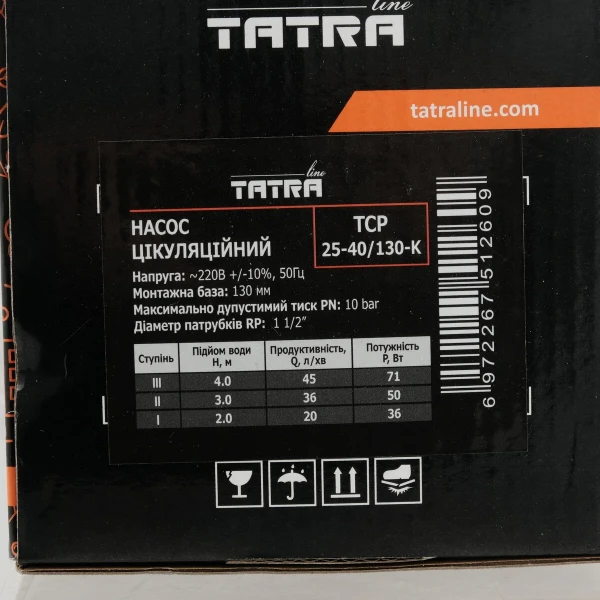 line
TATRA
tatraline.com
line
TATRA
НАСОС
ЦІКУЛЯЦІЙНИЙ
TCP
25-40/130-K
Напруга: ~220В +/-10%, 50Гц
Монтажна база: 130 мм
Максимально дупустимий тиск PN: 10 bar
Діаметр патрубків RP: 1 1/2"
Ступінь Підйом води H, м Продуктивність, Q, л/хв Потужність P, Вт
III 4.0 45 71
II 3.0 36 50
I 2.0 20 36
6 972267 512609